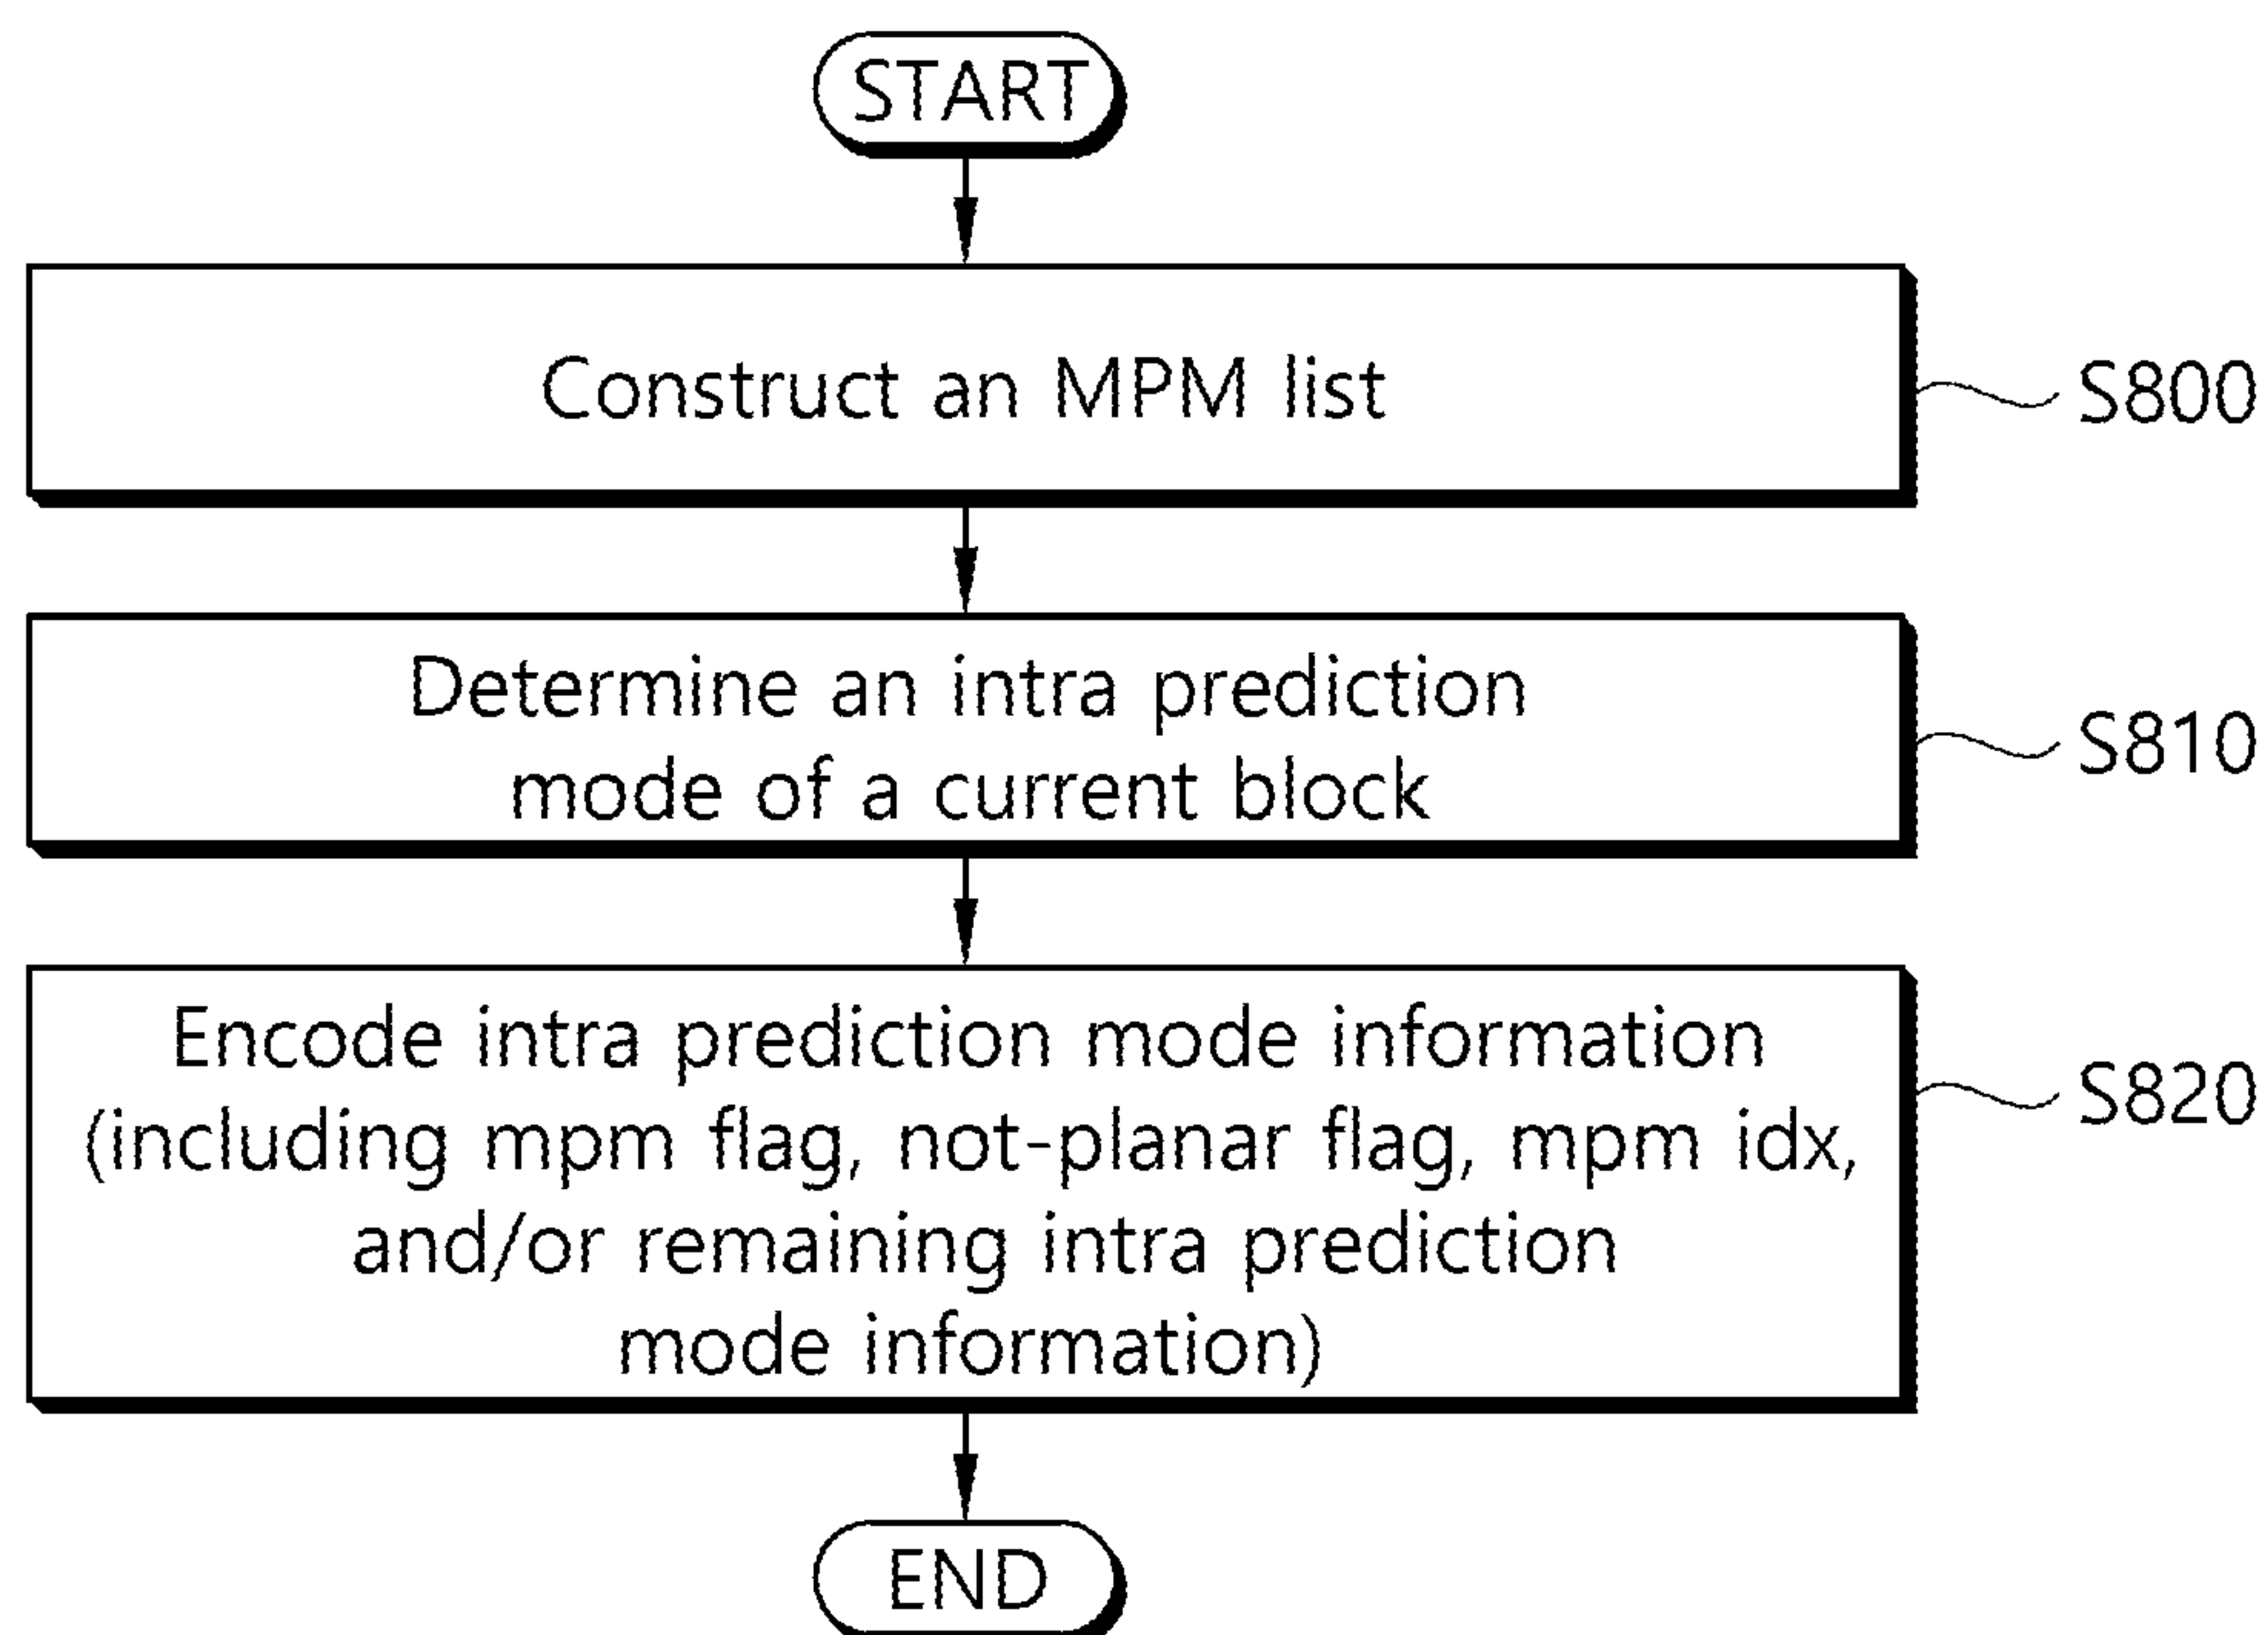 START
Construct an MPM list
S800
Determine an intra prediction
mode of a current block
S810
Encode intra prediction mode information
(including mpm flag, not-planar flag, mpm idx,
and/or remaining intra prediction
mode information)
S820
END